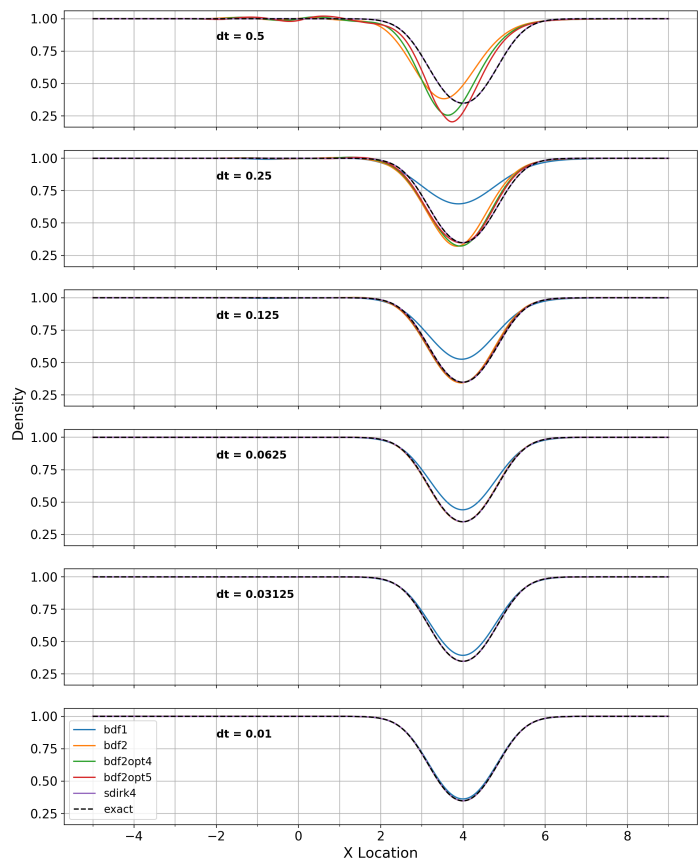 1.00
0.75
0.50
0.25
dt = 0.5
1.00
0.75
0.50
0.25
dt = 0.25
1.00
0.75
0.50
0.25
dt = 0.125
Density
1.00
0.75
0.50
0.25
dt = 0.0625
1.00
0.75
0.50
0.25
dt = 0.03125
1.00
0.75
0.50
0.25
dt = 0.01
bdf1
bdf2
bdf2opt4
bdf2opt5
sdirk4
exact
−4 −2 0 2 4 6 8
X Location